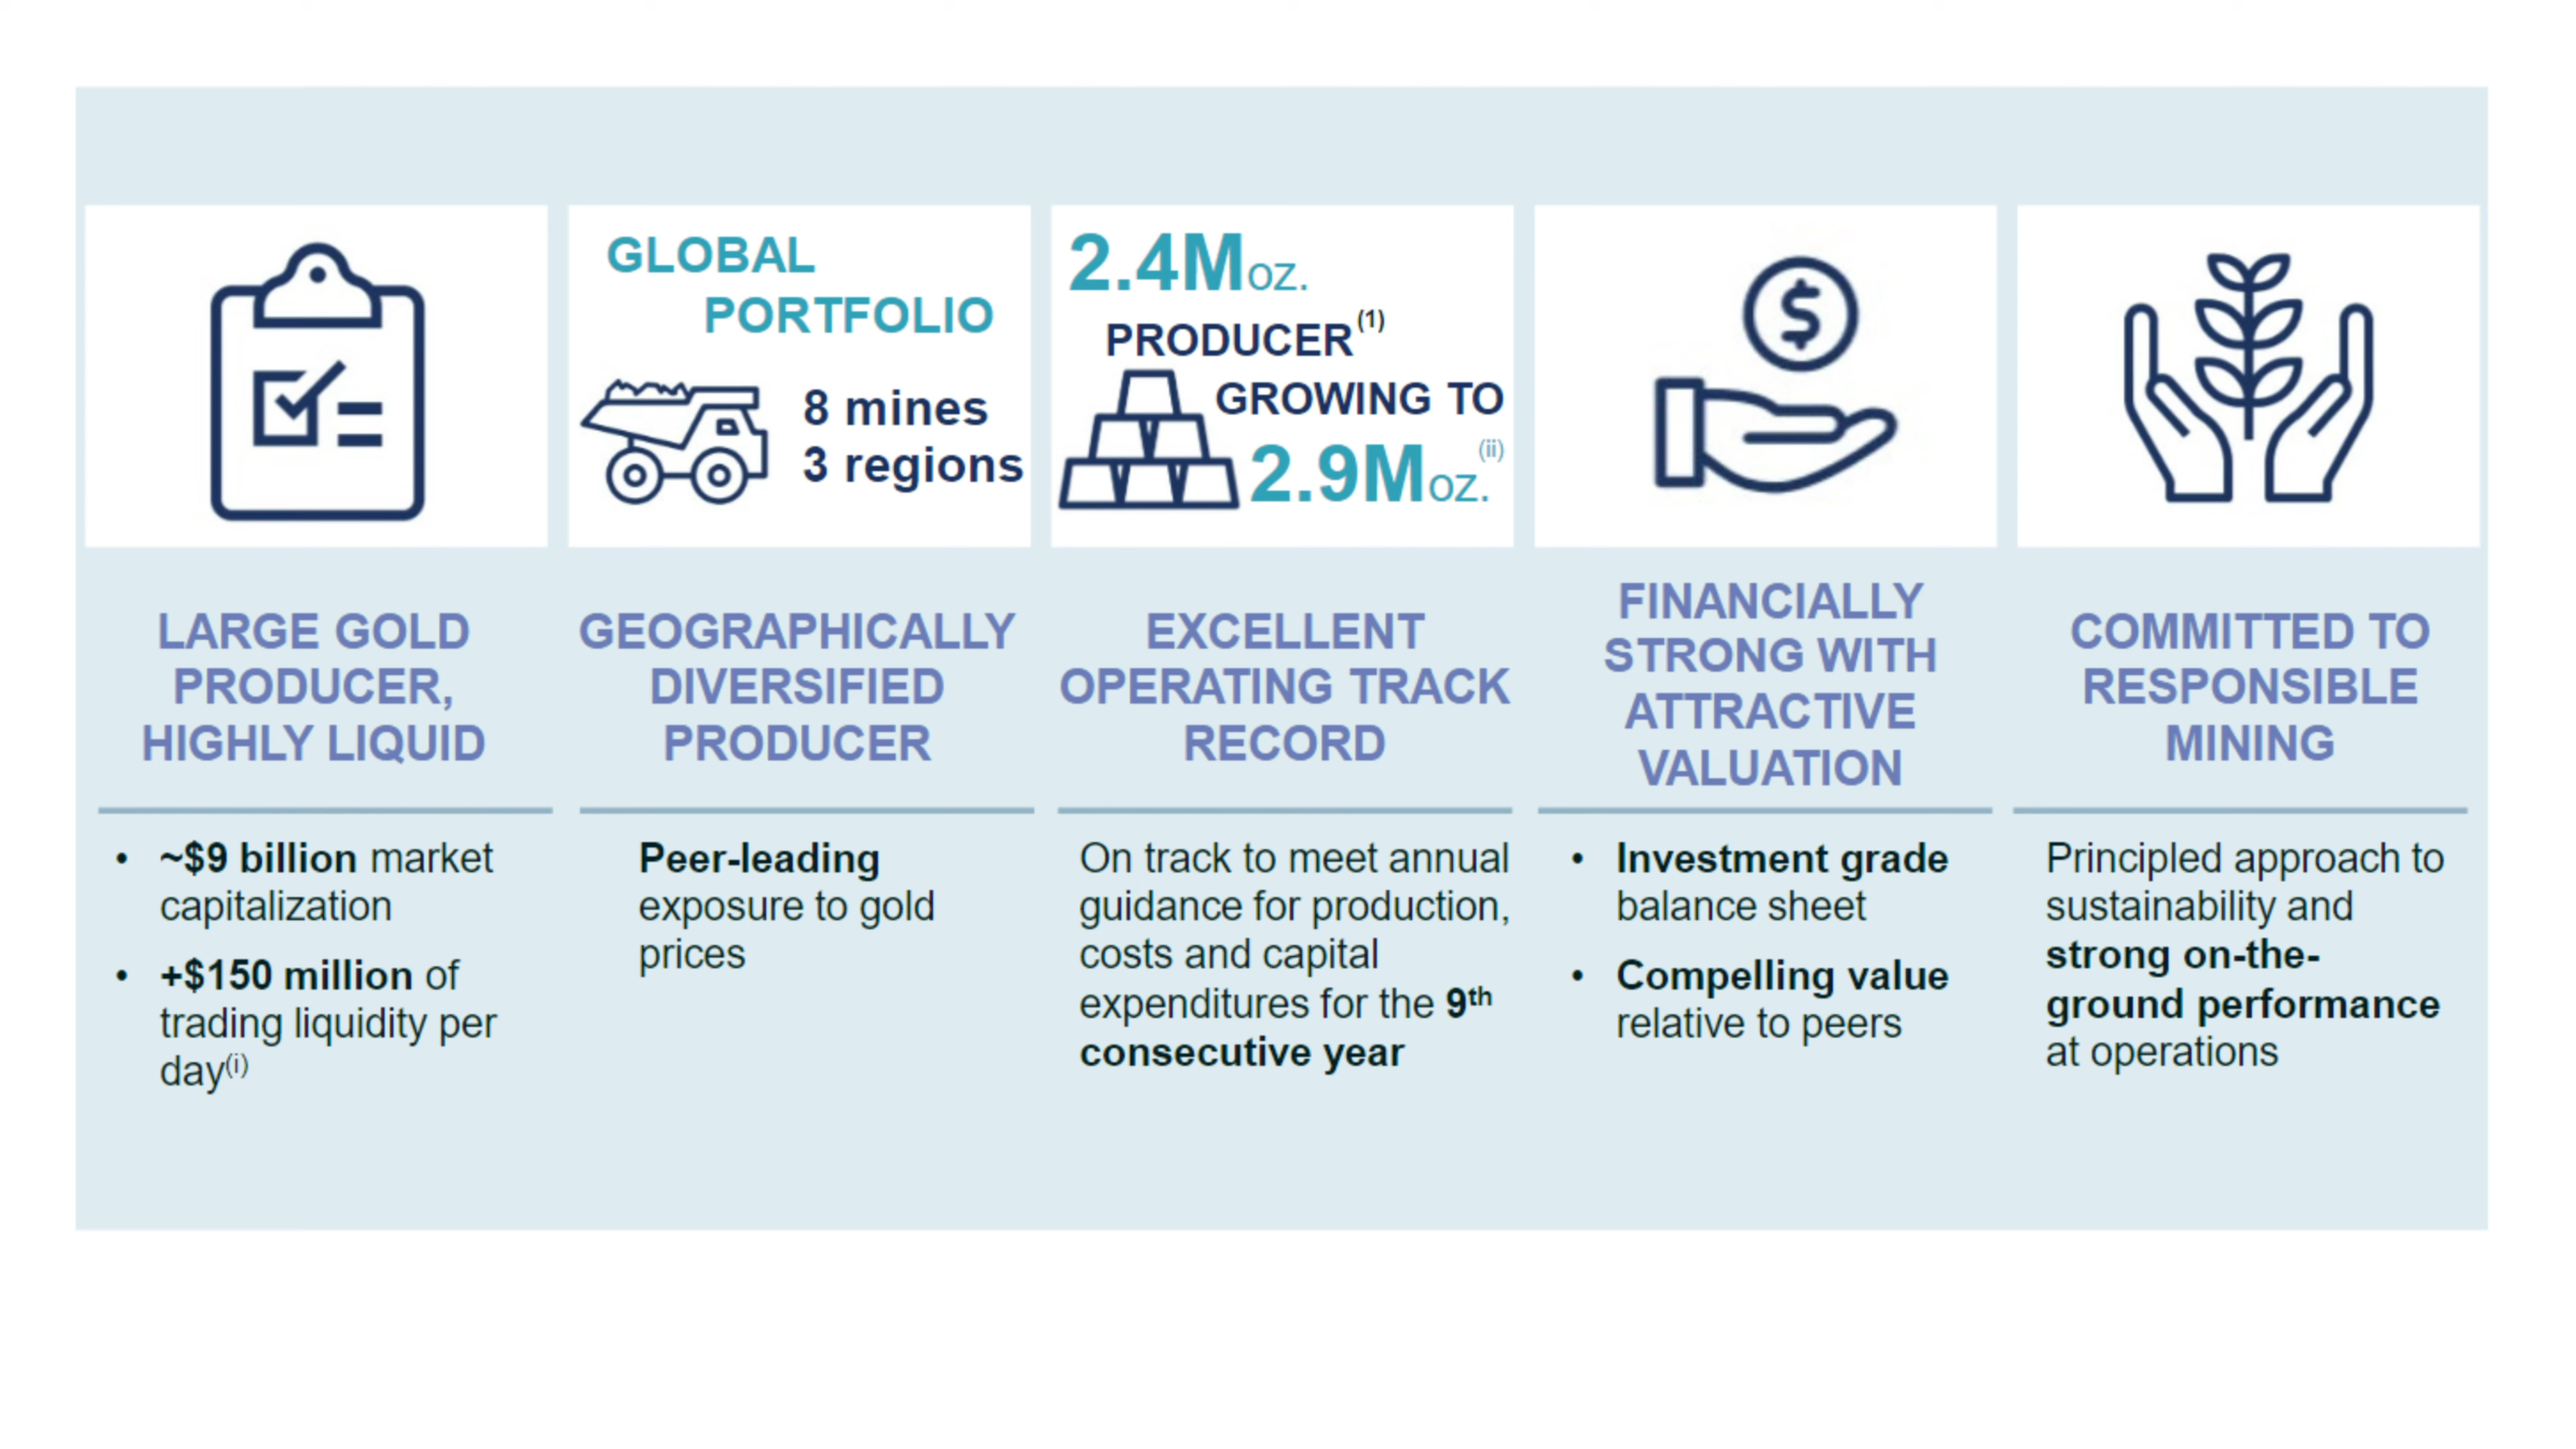 GLOBAL
PORTFOLIO
8 mines
3 regions
2.4Moz.
PRODUCER(1)
GROWING TO
2.9Moz.(ii)
LARGE GOLD
PRODUCER,
HIGHLY LIQUID
• ~$9 billion market
capitalization
• +$150 million of
trading liquidity per
day(i)
GEOGRAPHICALLY
DIVERSIFIED
PRODUCER
Peer-leading
exposure to gold
prices
EXCELLENT
OPERATING TRACK
RECORD
On track to meet annual
guidance for production,
costs and capital
expenditures for the 9th
consecutive year
FINANCIALLY
STRONG WITH
ATTRACTIVE
VALUATION
• Investment grade
balance sheet
• Compelling value
relative to peers
COMMITTED TO
RESPONSIBLE
MINING
Principled approach to
sustainability and
strong on-the-
ground performance
at operations